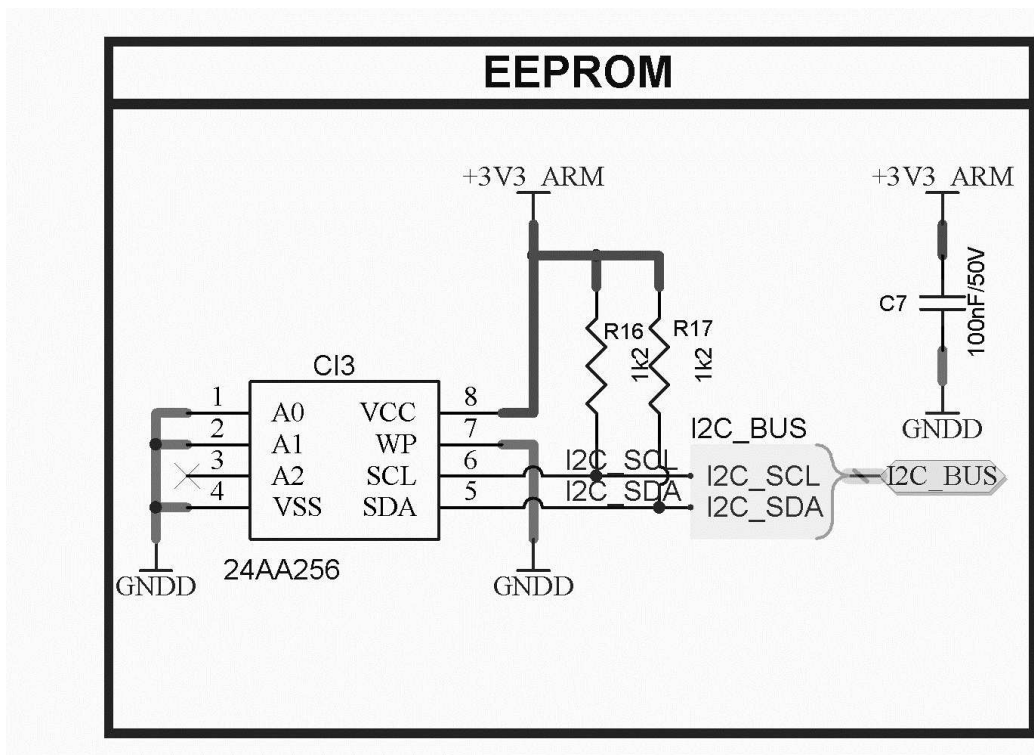 EEPROM
+3V3_ARM
+3V3_ARM
R16
1k2
R17
1k2
C7
100nF/50V
CI3
1
A0
VCC
8
2
A1
WP
7
3
A2
SCL
6
4
VSS
SDA
5
24AA256
GNDD
GNDD
GNDD
I2C_SCL
I2C_SDA
I2C_BUS
I2C_SCL
I2C_SDA
I2C_BUS